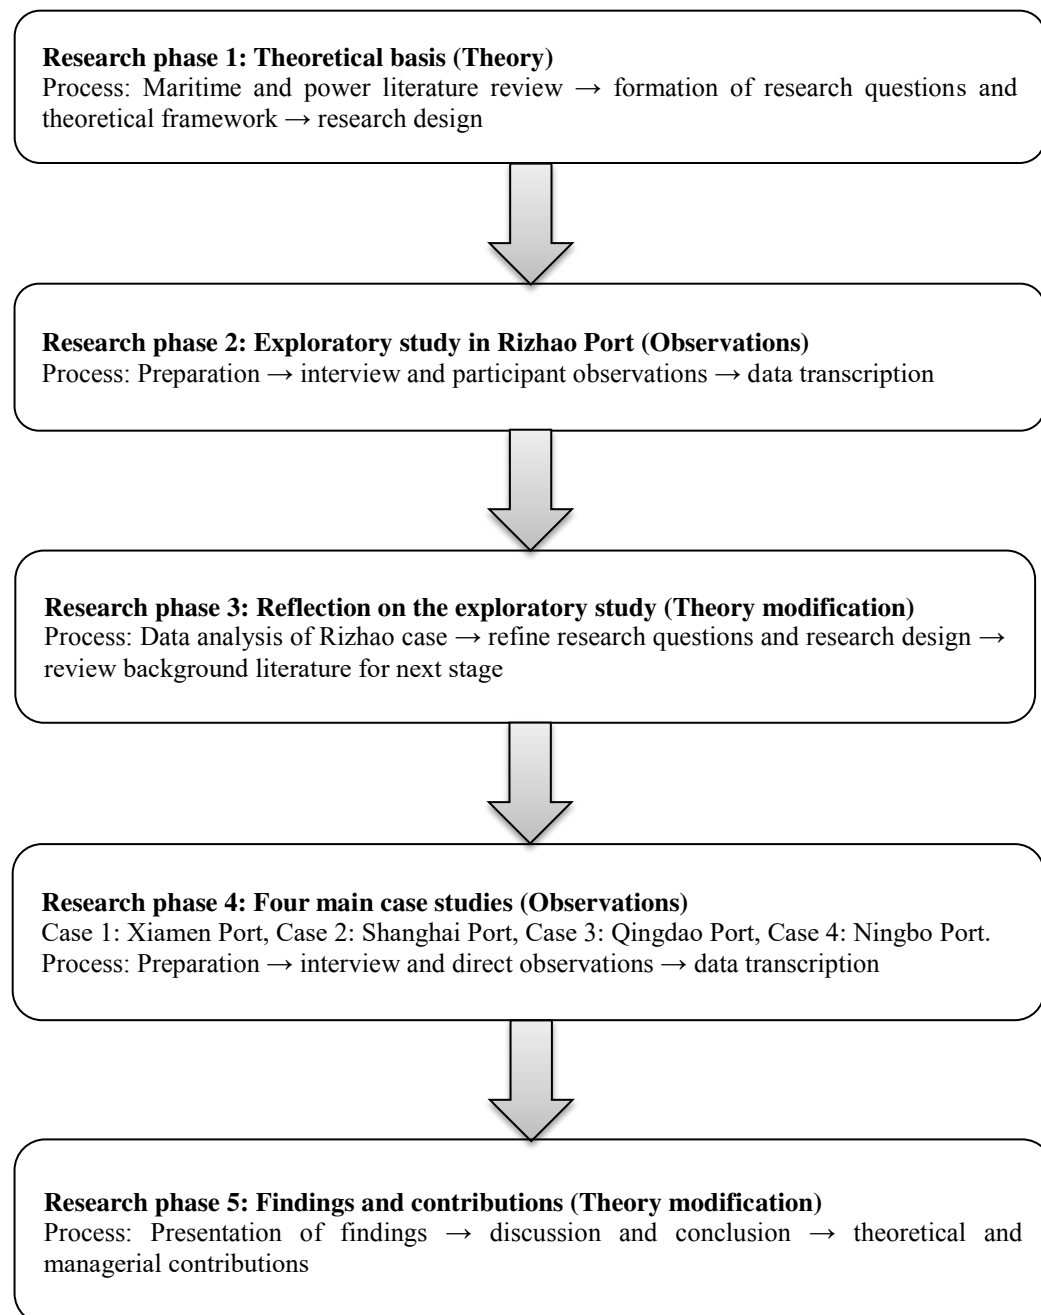 Research phase 1: Theoretical basis (Theory)
Process: Maritime and power literature review → formation of research questions and
theoretical framework → research design
Research phase 2: Exploratory study in Rizhao Port (Observations)
Process: Preparation → interview and participant observations → data transcription
Research phase 3: Reflection on the exploratory study (Theory modification)
Process: Data analysis of Rizhao case → refine research questions and research design →
review background literature for next stage
Research phase 4: Four main case studies (Observations)
Case 1: Xiamen Port, Case 2: Shanghai Port, Case 3: Qingdao Port, Case 4: Ningbo Port.
Process: Preparation → interview and direct observations → data transcription
Research phase 5: Findings and contributions (Theory modification)
Process: Presentation of findings → discussion and conclusion → theoretical and
managerial contributions